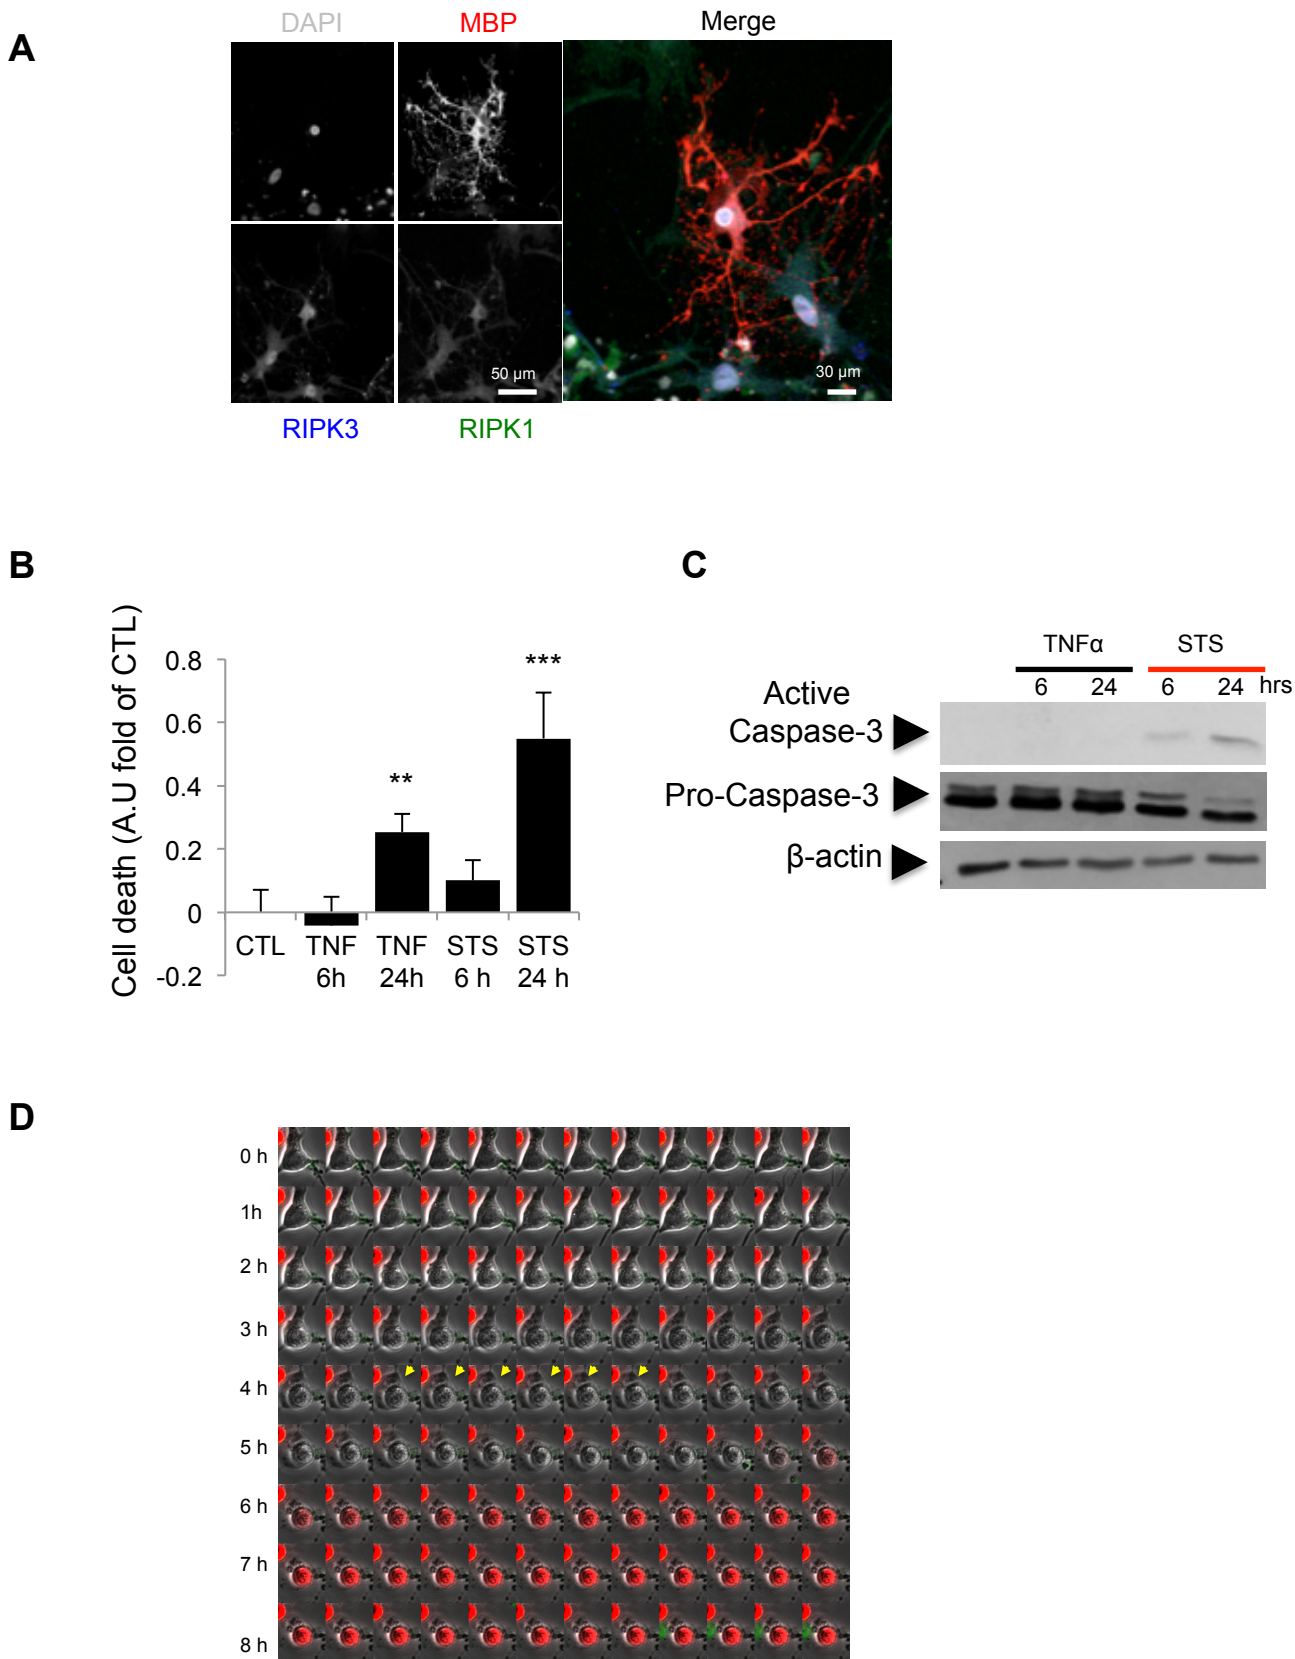 A
DAPI
MBP
Merge
50 µm
30 µm
RIPK3
RIPK1
B
Cell death (A.U fold of CTL)
0.8
0.6
0.4
0.2
0
-0.2
**
***
CTL
TNF 6h
TNF 24h
STS 6 h
STS 24 h
C
TNFα
STS
6
24
6
24
hrs
Active
Caspase-3
Pro-Caspase-3
β-actin
D
0 h
1h
2 h
3 h
4 h
5 h
6 h
7 h
8 h